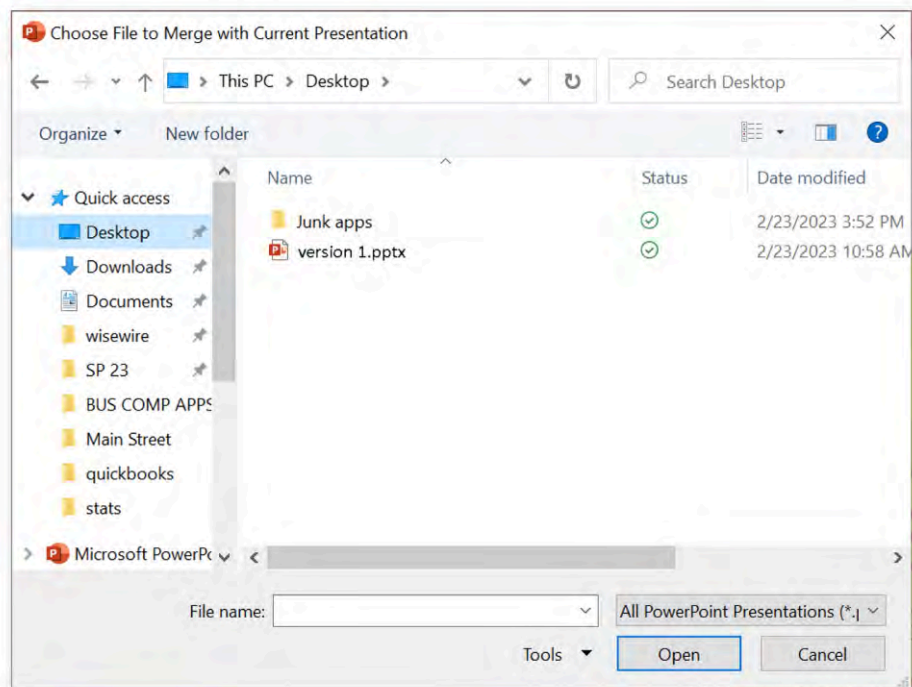 Choose File to Merge with Current Presentation
This PC > Desktop >
Search Desktop
Organize
New folder
?
Name
Status
Date modified
Quick access
Desktop
Downloads
Documents
wisewire
SP 23
BUS COMP APPS
Main Street
quickbooks
stats
Microsoft PowerPo
Junk apps
2/23/2023 3:52 PM
version 1.pptx
2/23/2023 10:58 AM
File name:
All PowerPoint Presentations (*.p
Tools
Open
Cancel